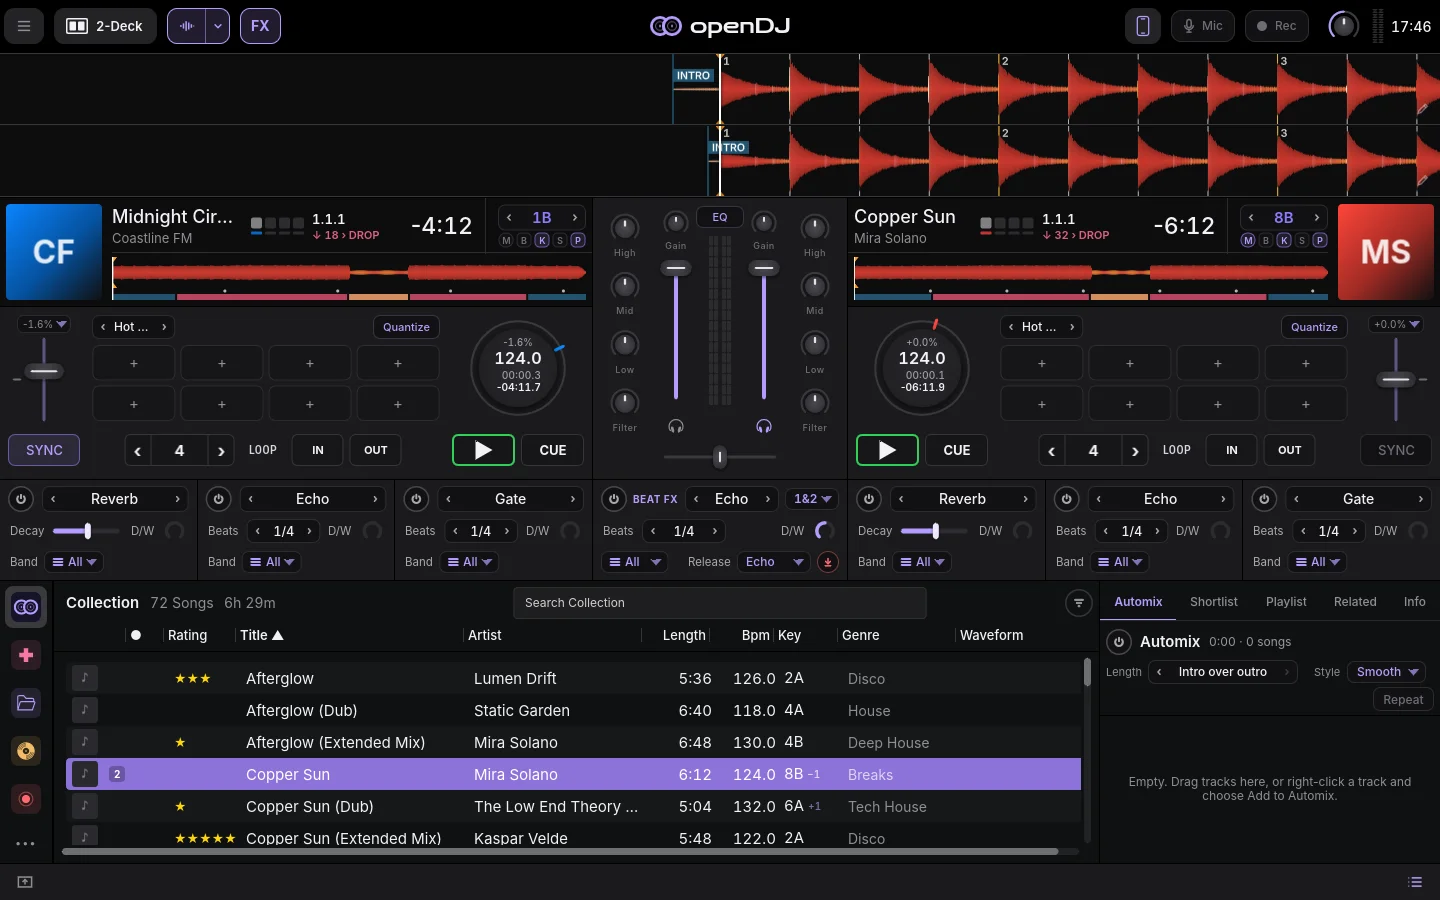 2-Deck
FX
openDJ
Mic
Rec
17:46
INTRO
1
2
3
INTRO
1
2
3
CF
Midnight Cir...
Coastline FM
1.1.1
↓ 18 › DROP
-4:12
‹ 1B ›
M B K S P
EQ
High
Mid
Low
Filter
Gain
Gain
High
Mid
Low
Filter
Copper Sun
Mira Solano
1.1.1
↓ 32 › DROP
-6:12
‹ 8B ›
M B K S P
MS
-1.6%
‹ Hot ... ›
Quantize
+ + + +
+ + + +
-1.6%
124.0
00:00.3
-04:11.7
SYNC
‹ 4 ›
LOOP
IN
OUT
CUE
+0.0%
124.0
00:00.1
-06:11.9
‹ Hot ... ›
Quantize
+ + + +
+ + + +
+0.0%
CUE
‹ 4 ›
LOOP
IN
OUT
SYNC
‹ Reverb ›
Decay
D/W
Band
All
‹ Echo ›
Beats
‹ 1/4 ›
D/W
Band
All
‹ Gate ›
Beats
‹ 1/4 ›
D/W
Band
All
BEAT FX
‹ Echo ›
1&2
Beats
‹ 1/4 ›
D/W
All
Release
Echo
‹ Reverb ›
Decay
D/W
Band
All
‹ Echo ›
Beats
‹ 1/4 ›
D/W
Band
All
‹ Gate ›
Beats
‹ 1/4 ›
D/W
Band
All
Collection 72 Songs 6h 29m
Search Collection
Rating Title ▲ Artist Length Bpm Key Genre Waveform
★★★ Afterglow Lumen Drift 5:36 126.0 2A Disco
Afterglow (Dub) Static Garden 6:40 118.0 4A House
★ Afterglow (Extended Mix) Mira Solano 6:48 130.0 4B Deep House
2 Copper Sun Mira Solano 6:12 124.0 8B -1 Breaks
★ Copper Sun (Dub) The Low End Theory ... 5:04 132.0 6A +1 Tech House
★★★★★ Copper Sun (Extended Mix) Kaspar Velde 5:48 122.0 2A Disco
Automix Shortlist Playlist Related Info
Automix 0:00 · 0 songs
Length ‹ Intro over outro › Style Smooth
Repeat
Empty. Drag tracks here, or right-click a track and
choose Add to Automix.